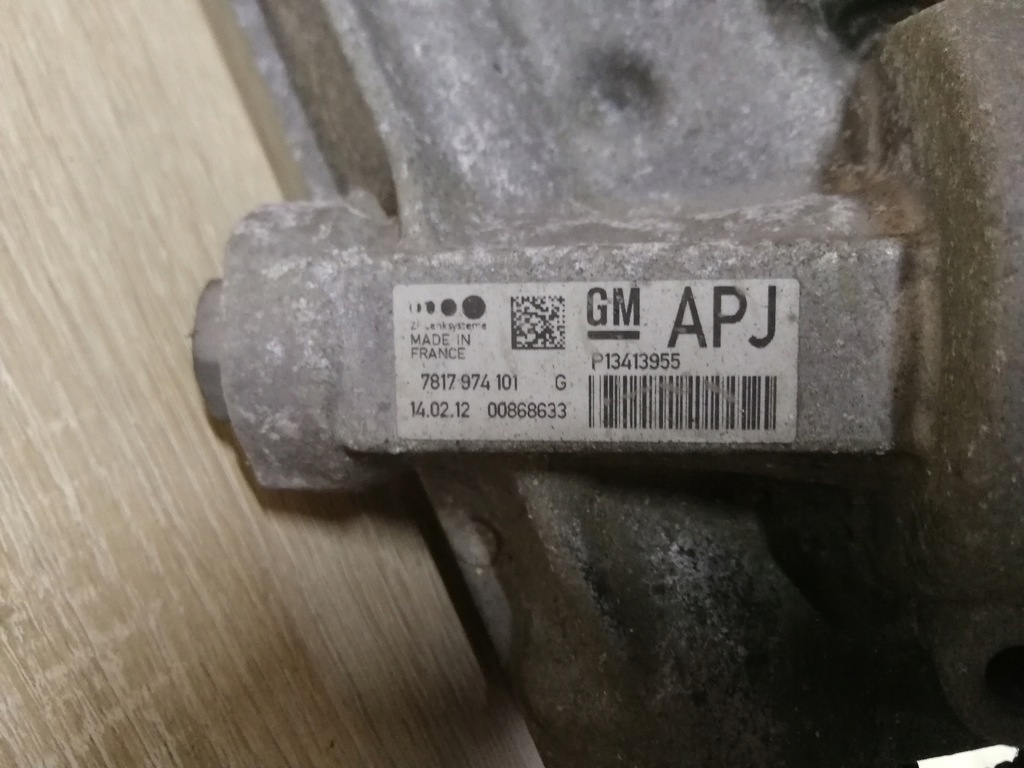 ZF Lenksysteme
MADE IN
FRANCE
7817 974 101 G
14.02.12 00868633
GM APJ
P13413955